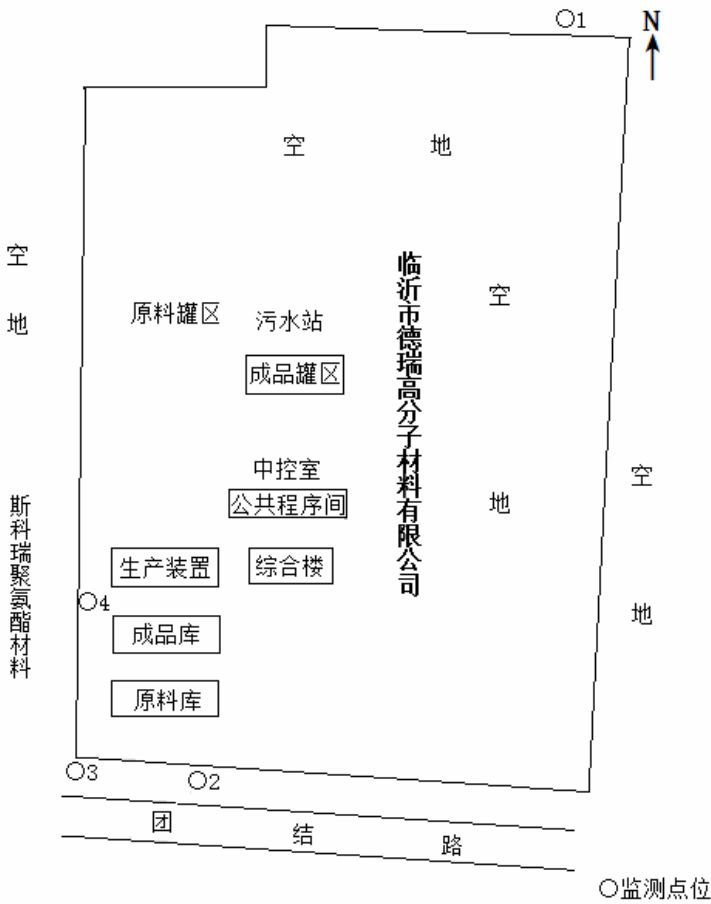 ○1
N
空 地
空地
原料罐区
污水站
成品罐区
临沂市德瑞高分子材料有限公司
空地
空地
中控室
公共程序间
斯科瑞聚氨酯材料
生产装置
综合楼
○4
成品库
原料库
○3
○2
团结路
○监测点位